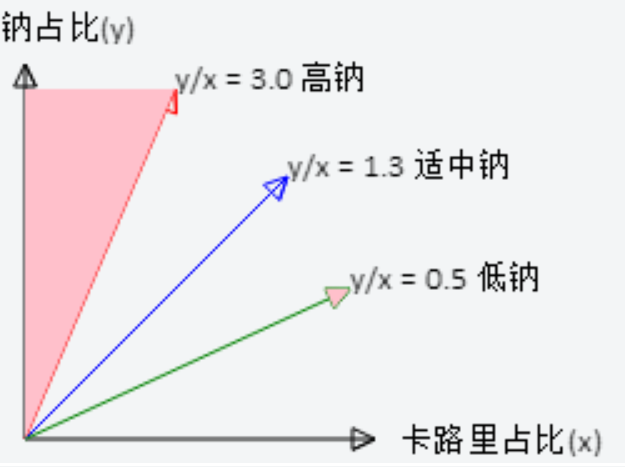 钠占比(y)
y/x = 3.0 高钠
y/x = 1.3 适中钠
y/x = 0.5 低钠
卡路里占比(x)